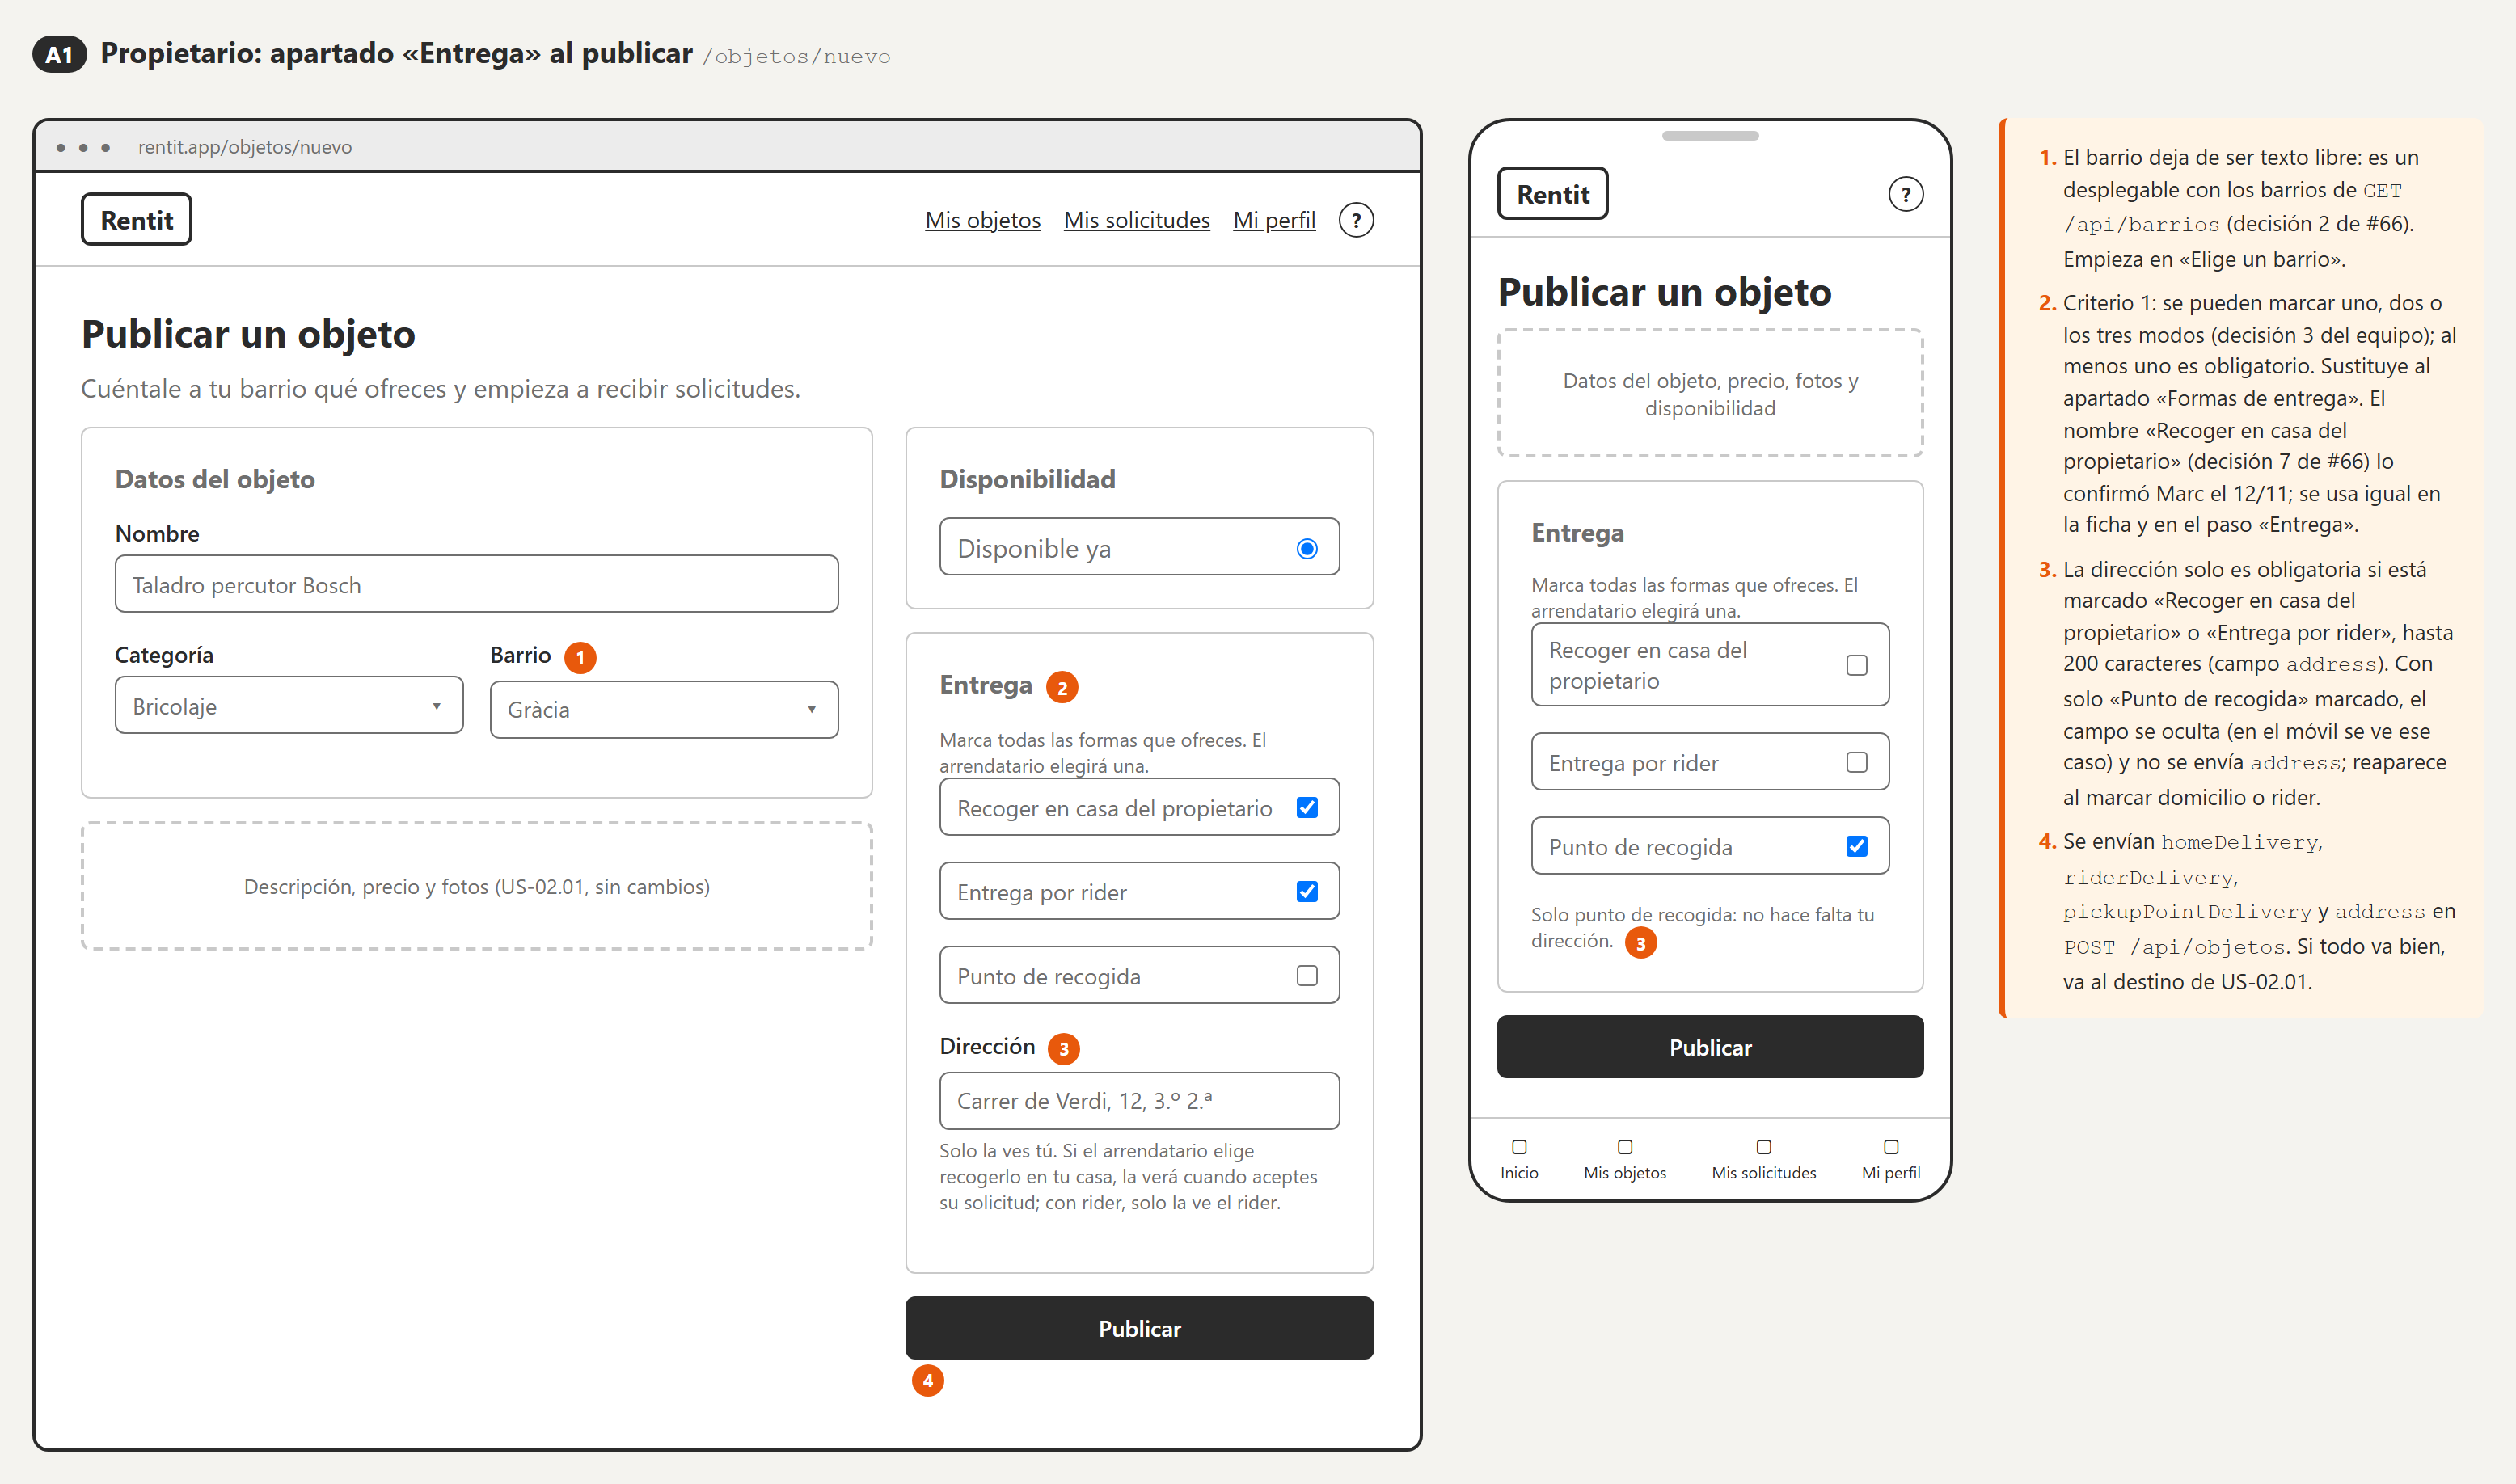 A1 Propietario: apartado «Entrega» al publicar /objetos/nuevo
rentit.app/objetos/nuevo
Rentit
Mis objetos Mis solicitudes Mi perfil ?
Publicar un objeto
Cuéntale a tu barrio qué ofreces y empieza a recibir solicitudes.
Datos del objeto
Nombre
Taladro percutor Bosch
Categoría
Bricolaje
Barrio 1
Gràcia
Descripción, precio y fotos (US-02.01, sin cambios)
Disponibilidad
Disponible ya
Entrega 2
Marca todas las formas que ofreces. El
arrendatario elegirá una.
Recoger en casa del propietario
Entrega por rider
Punto de recogida
Dirección 3
Carrer de Verdi, 12, 3.º 2.ª
Solo la ves tú. Si el arrendatario elige
recogerlo en tu casa, la verá cuando aceptes
su solicitud; con rider, solo la ve el rider.
Publicar
4
Rentit
?
Publicar un objeto
Datos del objeto, precio, fotos y
disponibilidad
Entrega
Marca todas las formas que ofreces. El
arrendatario elegirá una.
Recoger en casa del
propietario
Entrega por rider
Punto de recogida
Solo punto de recogida: no hace falta tu
dirección. 3
Publicar
Inicio Mis objetos Mis solicitudes Mi perfil
1. El barrio deja de ser texto libre: es un
desplegable con los barrios de GET
/api/barrios (decisión 2 de #66).
Empieza en «Elige un barrio».
2. Criterio 1: se pueden marcar uno, dos o
los tres modos (decisión 3 del equipo); al
menos uno es obligatorio. Sustituye al
apartado «Formas de entrega». El
nombre «Recoger en casa del
propietario» (decisión 7 de #66) lo
confirmó Marc el 12/11; se usa igual en
la ficha y en el paso «Entrega».
3. La dirección solo es obligatoria si está
marcado «Recoger en casa del
propietario» o «Entrega por rider», hasta
200 caracteres (campo address). Con
solo «Punto de recogida» marcado, el
campo se oculta (en el móvil se ve ese
caso) y no se envía address; reaparece
al marcar domicilio o rider.
4. Se envían homeDelivery,
riderDelivery,
pickupPointDelivery y address en
POST /api/objetos. Si todo va bien,
va al destino de US-02.01.